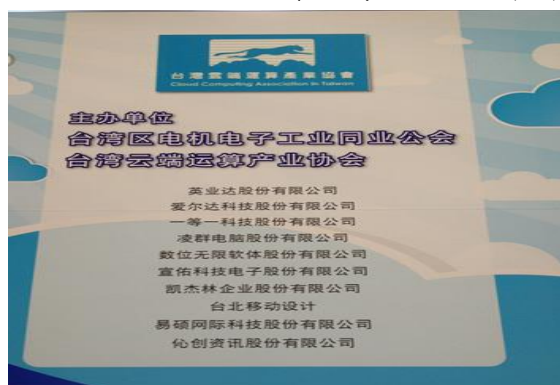 台灣雲端運算產業協會
Cloud Computing Association in Taiwan
主办单位
台湾区电机电子工业同业公会
台湾云端运算产业协会
英业达股份有限公司
爱尔达科技股份有限公司
一等一科技股份有限公司
凌群电脑股份有限公司
数位无限软体股份有限公司
宣佑科技电子股份有限公司
凯杰林企业股份有限公司
台北移动设计
易硕网际科技股份有限公司
伈创资讯股份有限公司